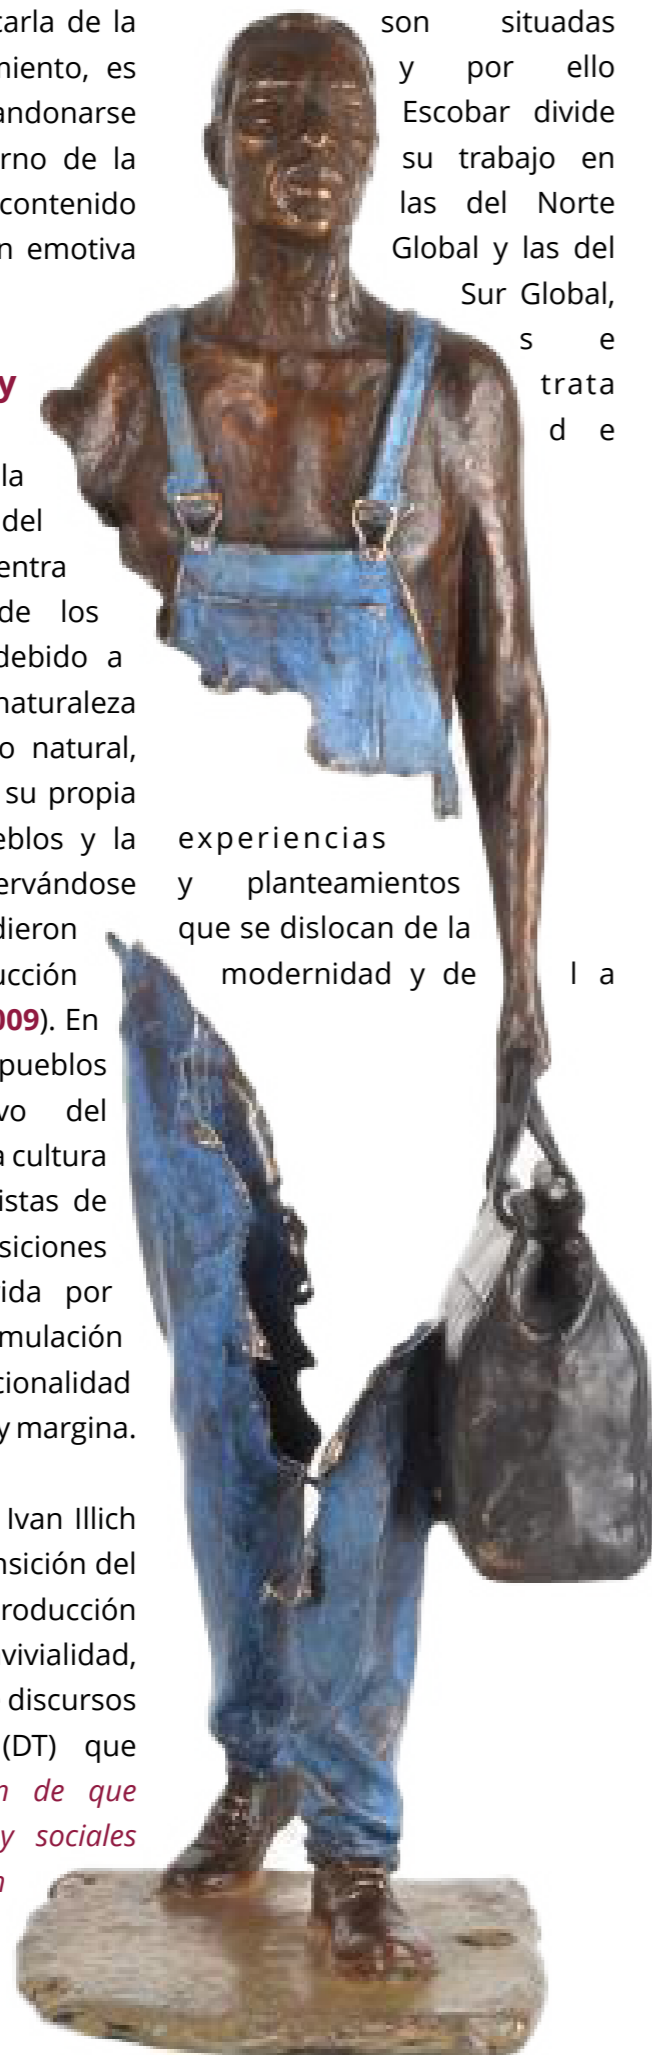 carla de la
miento, es
andonarse
rno de la
contenido
n emotiva
y
la
del
entra
de los
debido a
naturaleza
o natural,
su propia
eblos y la
ervándose
dieron
ucción
009). En
pueblos
vo del
a cultura
istas de
siciones
ida por
mulación
cionalidad
y margina.
Ivan Illich
nsición del
roducción
vivialidad,
discursos
(DT) que
n de que
y sociales
n
son situadas
y por ello
Escobar divide
su trabajo en
las del Norte
Global y las del
Sur Global,
s e
trata
d e
experiencias
y planteamientos
que se dislocan de la
modernidad y de l a